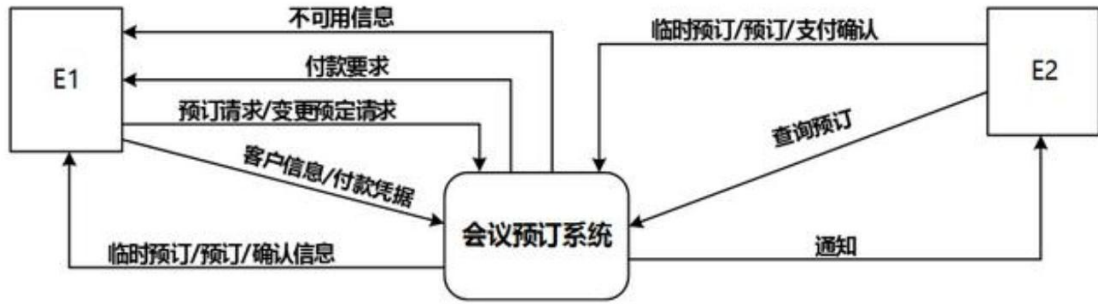 不可用信息
临时预订/预订/支付确认
E1
付款要求
E2
预订请求/变更预定请求
查询预订
客户信息/付款凭据
会议预订系统
临时预订/预订/确认信息
通知